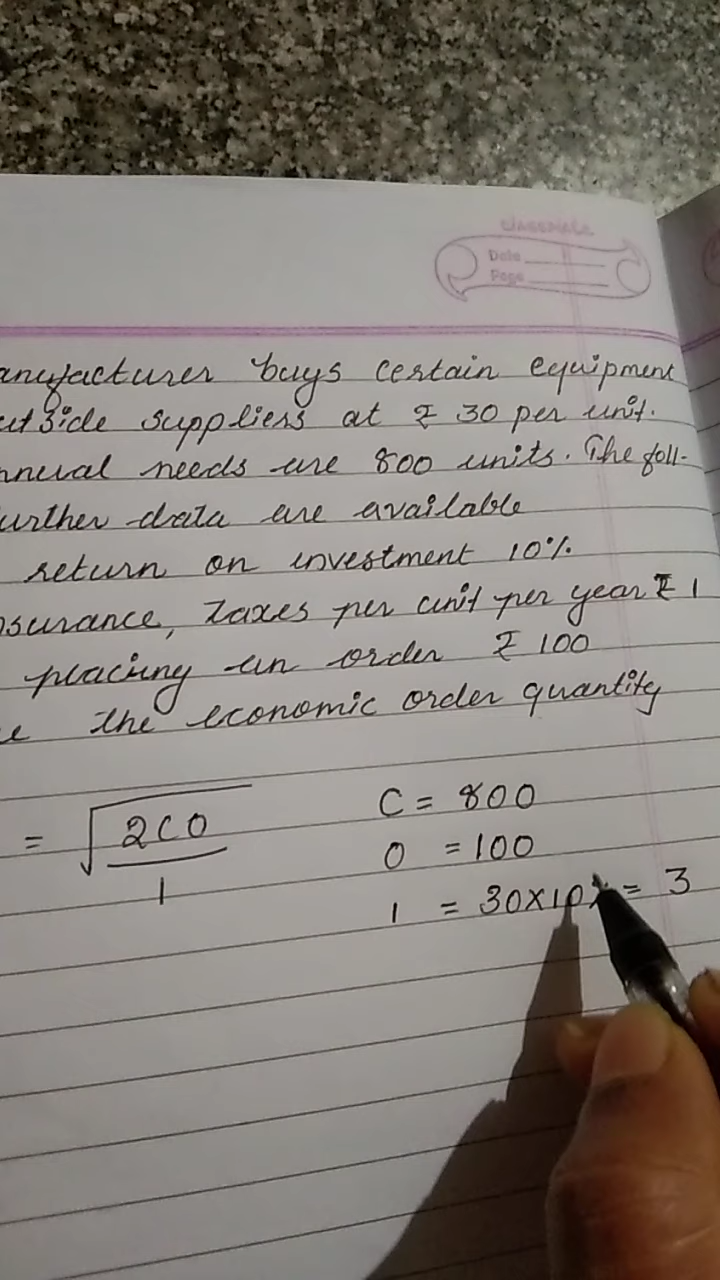 CLASSMATE
Date
Page
anufacturer buys certain equipment
utside suppliers at ₹ 30 per unit.
nnual needs are 800 units. The foll-
urther data are available
return on investment 10%
surance, taxes per unit per year ₹ 1
placing an order ₹ 100
e the economic order quantity
= √2CO/I
C = 800
O = 100
I = 30×10% = 3